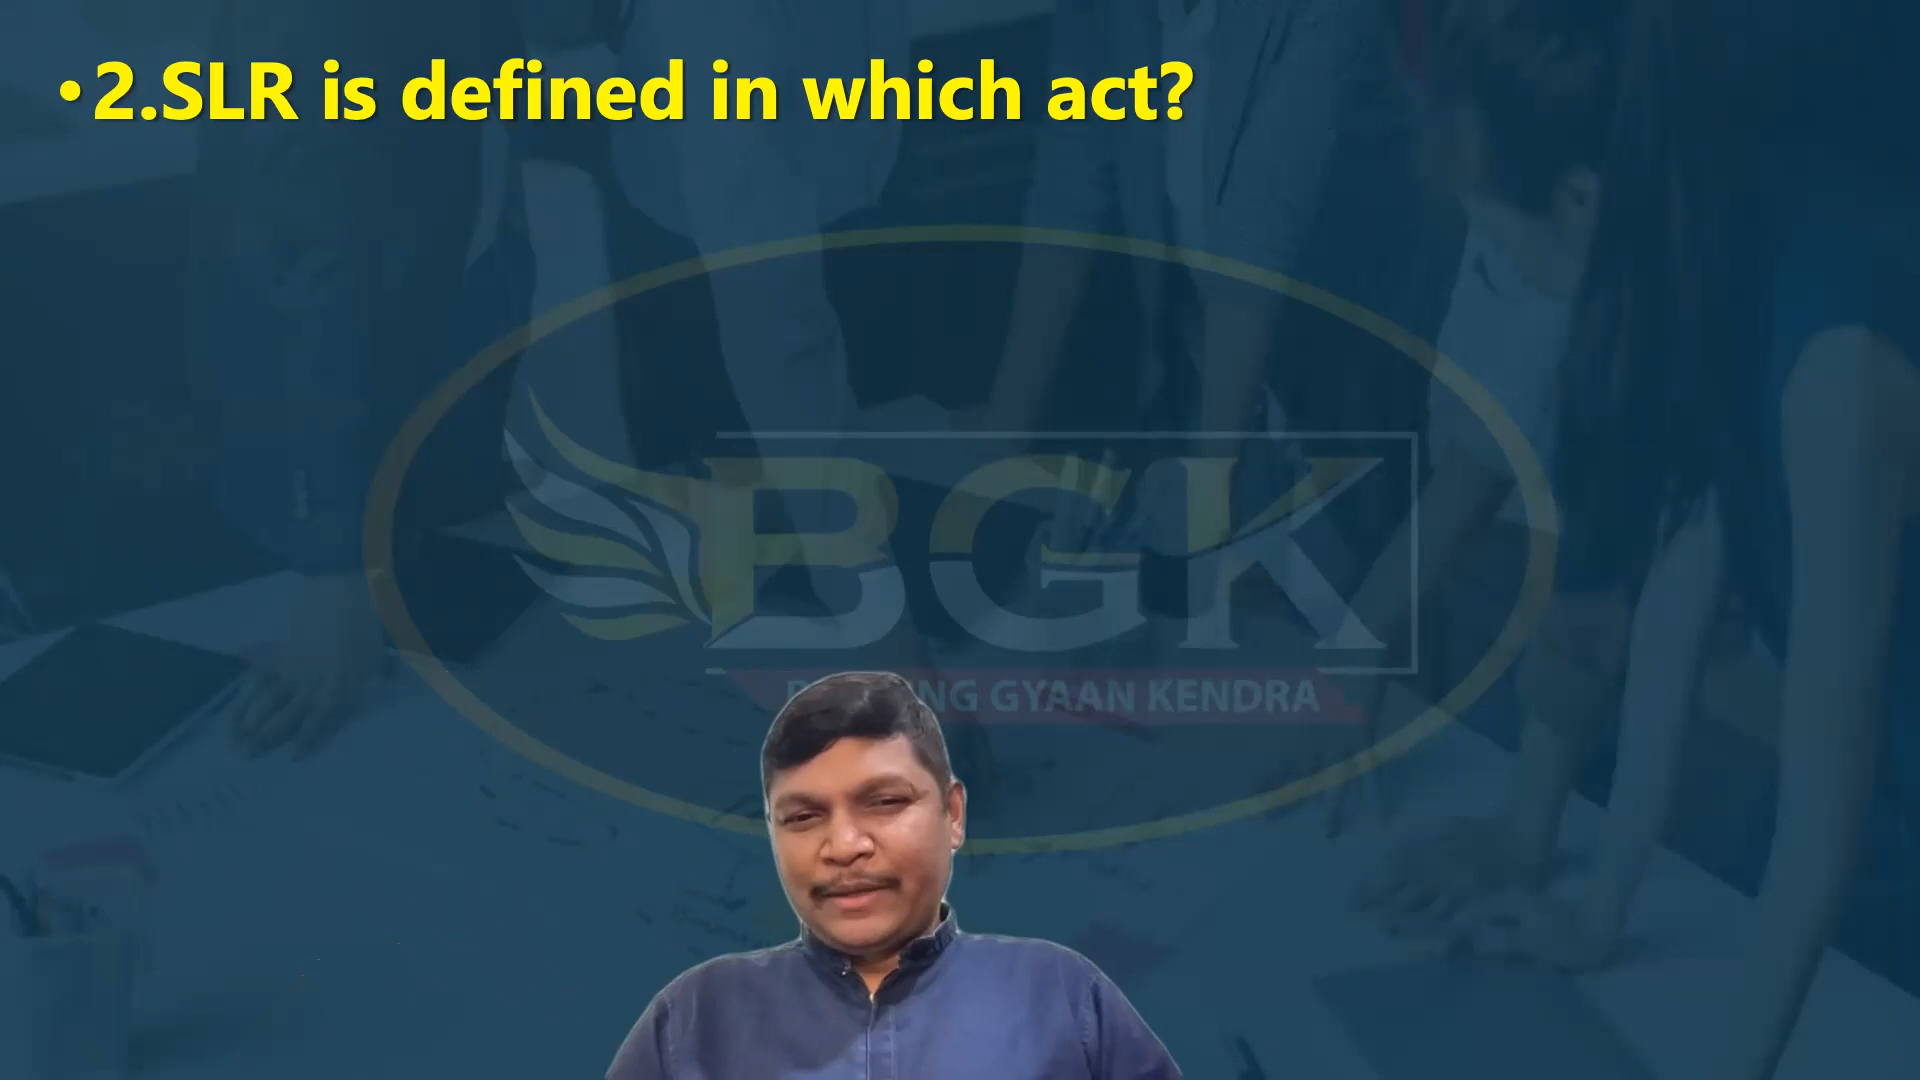 •2.SLR is defined in which act?
BGK
NG GYAAN KENDRA